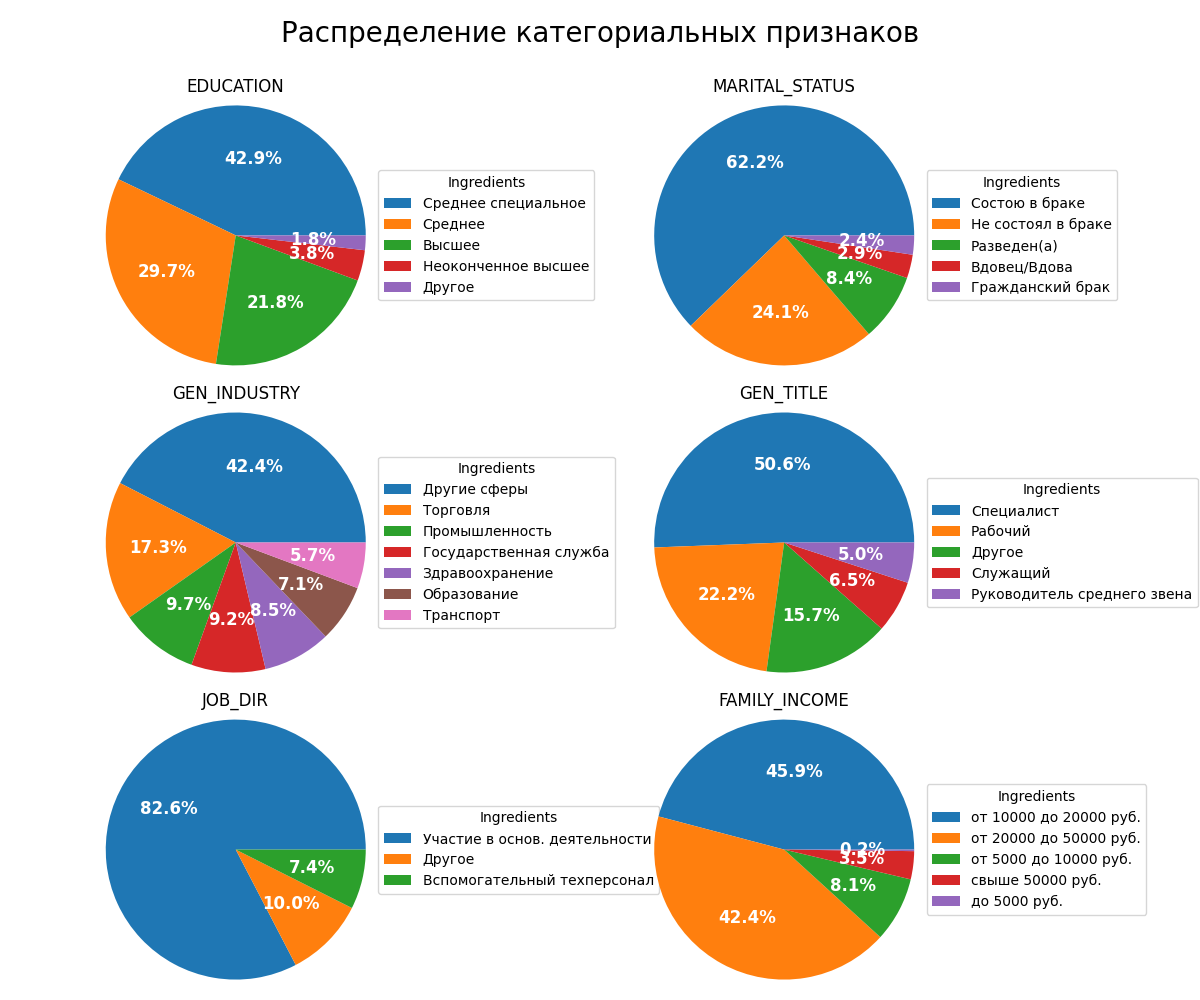 Распределение категориальных признаков
EDUCATION
42.9%
29.7%
21.8%
3.8%
1.8%
Ingredients
Среднее специальное
Среднее
Высшее
Неоконченное высшее
Другое
MARITAL_STATUS
62.2%
24.1%
8.4%
2.9%
2.4%
Ingredients
Состою в браке
Не состоял в браке
Разведен(а)
Вдовец/Вдова
Гражданский брак
GEN_INDUSTRY
42.4%
17.3%
9.7%
9.2%
8.5%
7.1%
5.7%
Ingredients
Другие сферы
Торговля
Промышленность
Государственная служба
Здравоохранение
Образование
Транспорт
GEN_TITLE
50.6%
22.2%
15.7%
6.5%
5.0%
Ingredients
Специалист
Рабочий
Другое
Служащий
Руководитель среднего звена
JOB_DIR
82.6%
10.0%
7.4%
Ingredients
Участие в основ. деятельности
Другое
Вспомогательный техперсонал
FAMILY_INCOME
45.9%
42.4%
8.1%
3.5%
0.2%
Ingredients
от 10000 до 20000 руб.
от 20000 до 50000 руб.
от 5000 до 10000 руб.
свыше 50000 руб.
до 5000 руб.